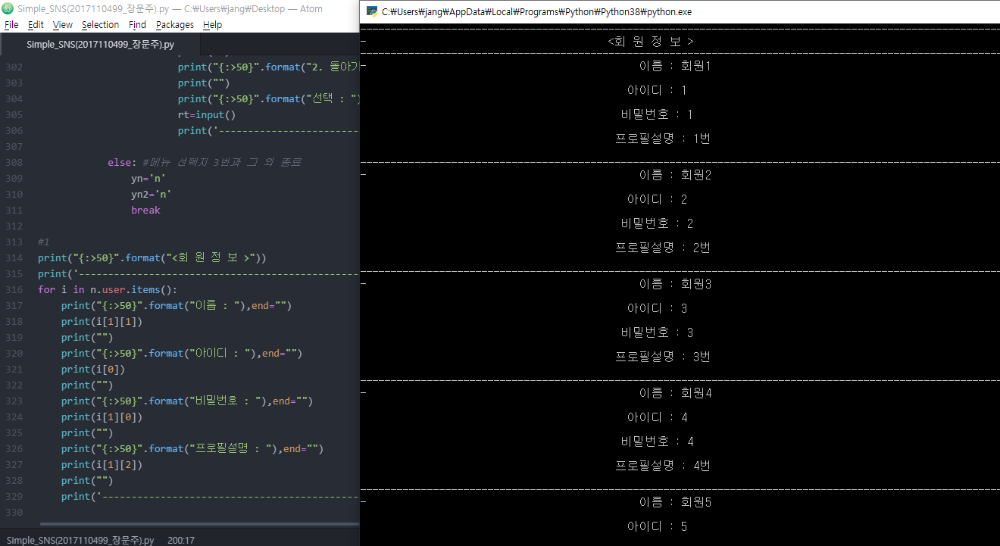 Simple_SNS(2017110499_장문주).py — C:₩Users₩jang₩Desktop — Atom
File Edit View Selection Find Packages Help
Simple_SNS(2017110499_장문주).py
302 print("{:>50}".format("2. 돌아가
303 print("")
304 print("{:>50}".format("선택 : ")
305 rt=input()
306 print('------------------------
307
308 else: #메뉴 선택지 3번과 그 외 종료
309 yn='n'
310 yn2='n'
311 break
312
313 #1
314 print("{:>50}".format("<회 원 정 보 >"))
315 print('------------------------------------------------
316 for i in n.user.items():
317 print("{:>50}".format("이름 : "),end="")
318 print(i[1][1])
319 print("")
320 print("{:>50}".format("아이디 : "),end="")
321 print(i[0])
322 print("")
323 print("{:>50}".format("비밀번호 : "),end="")
324 print(i[1][0])
325 print("")
326 print("{:>50}".format("프로필설명 : "),end="")
327 print(i[1][2])
328 print("")
329 print('--------------------------------------------
330
Simple_SNS(2017110499_장문주).py 200:17
C:₩Users₩jang₩AppData₩Local₩Programs₩Python₩Python38₩python.exe
<회 원 정 보 >
이름 : 회원1
아이디 : 1
비밀번호 : 1
프로필설명 : 1번
이름 : 회원2
아이디 : 2
비밀번호 : 2
프로필설명 : 2번
이름 : 회원3
아이디 : 3
비밀번호 : 3
프로필설명 : 3번
이름 : 회원4
아이디 : 4
비밀번호 : 4
프로필설명 : 4번
이름 : 회원5
아이디 : 5